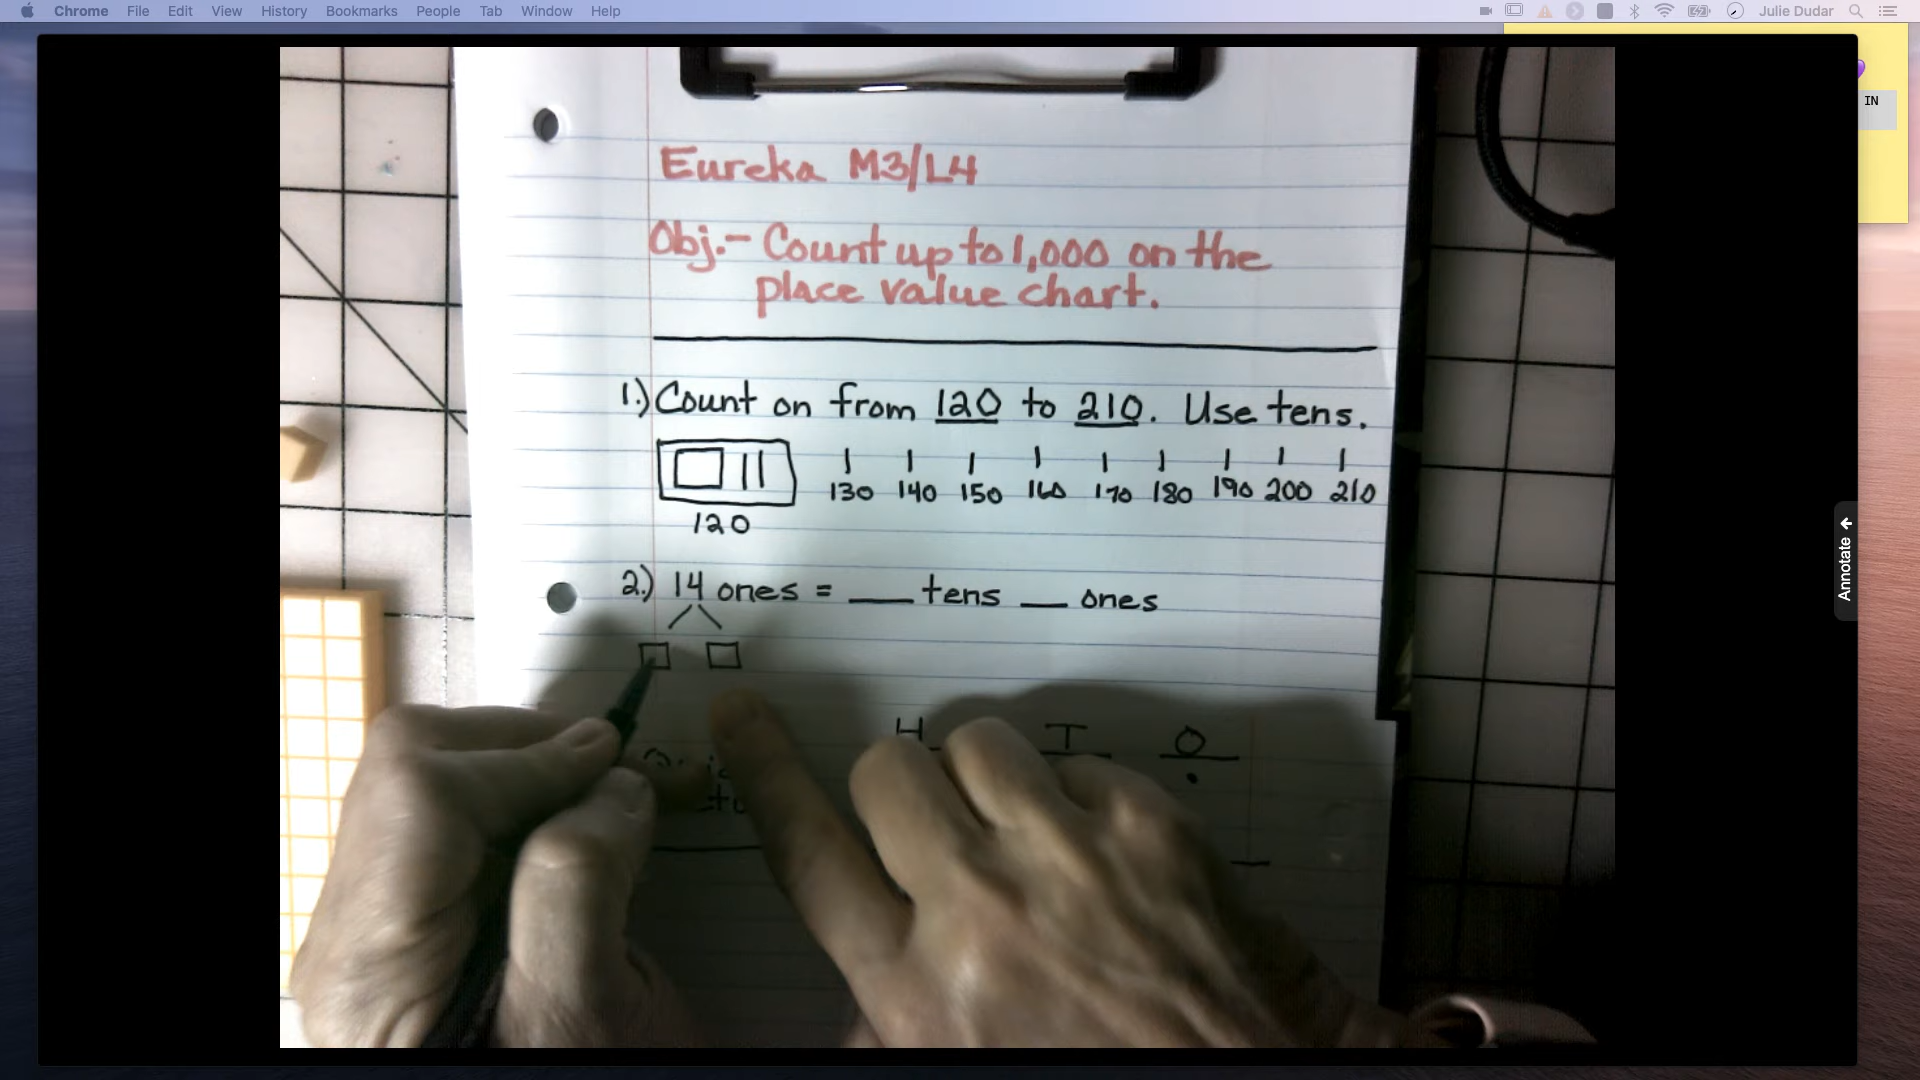 Chrome File Edit View History Bookmarks People Tab Window Help Julie Dudar
IN
Eureka M3/L4
Obj.- Count up to 1,000 on the
place value chart.
1.) Count on from 120 to 210. Use tens.
130 140 150 160 170 180 190 200 210
120
2.) 14 ones = ___ tens ___ ones
H T O
Annotate